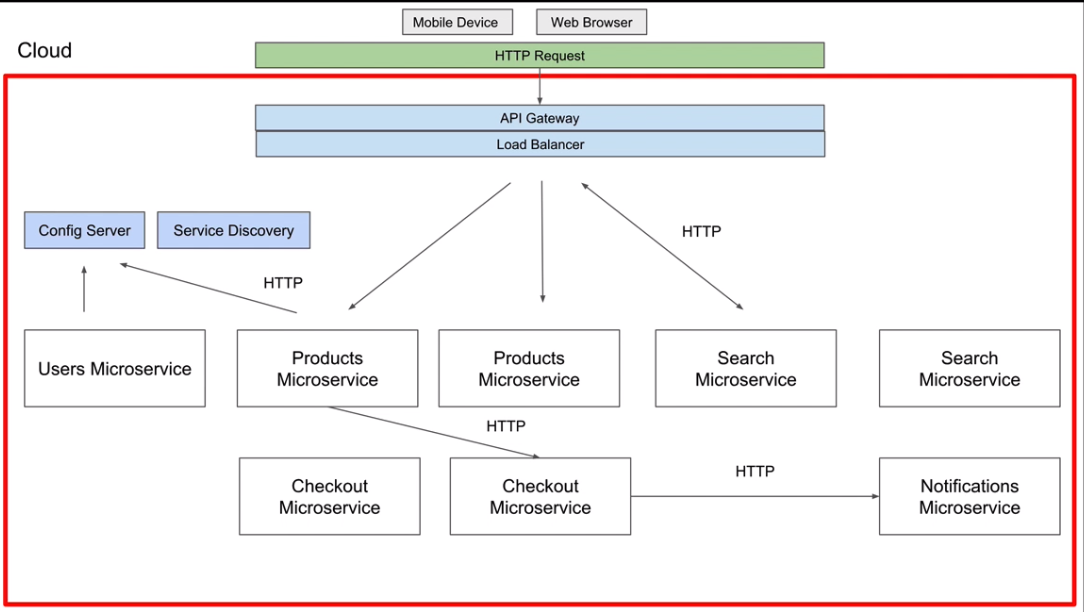 Mobile Device
Web Browser
Cloud
HTTP Request
API Gateway
Load Balancer
Config Server
Service Discovery
HTTP
HTTP
Users Microservice
Products
Microservice
Products
Microservice
Search
Microservice
Search
Microservice
HTTP
Checkout
Microservice
Checkout
Microservice
HTTP
Notifications
Microservice